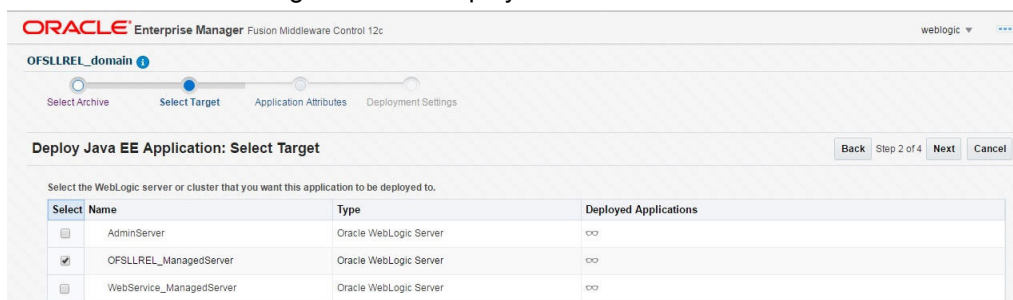 ORACLE Enterprise Manager Fusion Middleware Control 12c weblogic
OFSLLREL_domain
Select Archive Select Target Application Attributes Deployment Settings
Deploy Java EE Application: Select Target Back Step 2 of 4 Next Cancel
Select the WebLogic server or cluster that you want this application to be deployed to.
Select Name Type Deployed Applications
AdminServer Oracle WebLogic Server
OFSLLREL_ManagedServer Oracle WebLogic Server
WebService_ManagedServer Oracle WebLogic Server